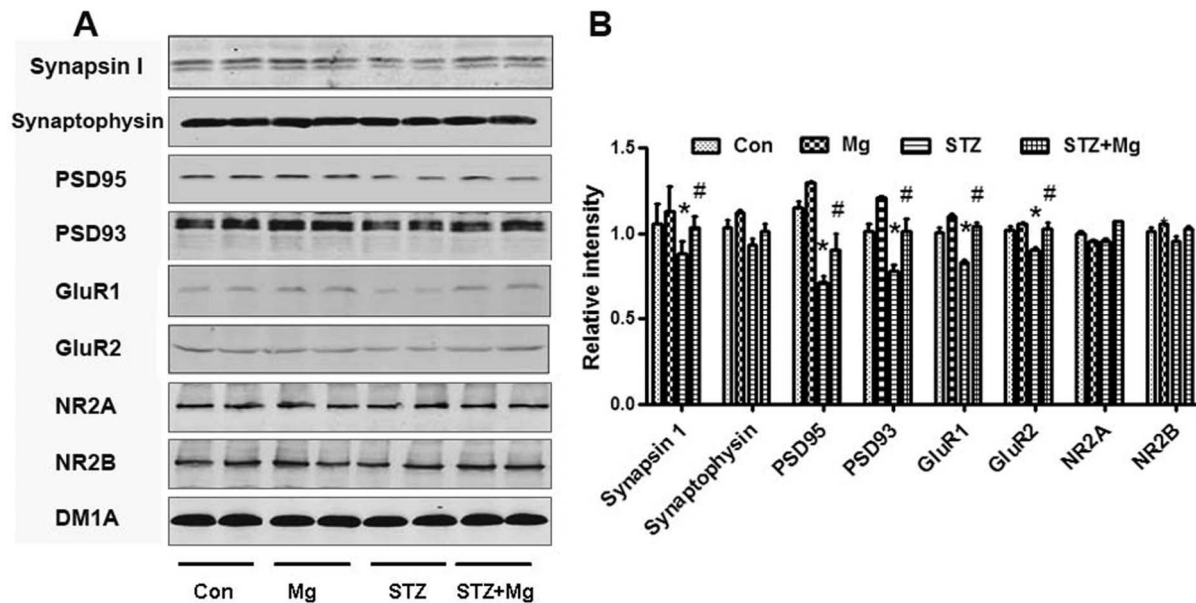 A
Synapsin I
Synaptophysin
PSD95
PSD93
GluR1
GluR2
NR2A
NR2B
DM1A
Con Mg STZ STZ+Mg
B
Con Mg STZ STZ+Mg
Relative intensity
1.5
1.0
0.5
0.0
* # * # * # * # * # *
Synapsin 1
Synaptophysin
PSD95
PSD93
GluR1
GluR2
NR2A
NR2B